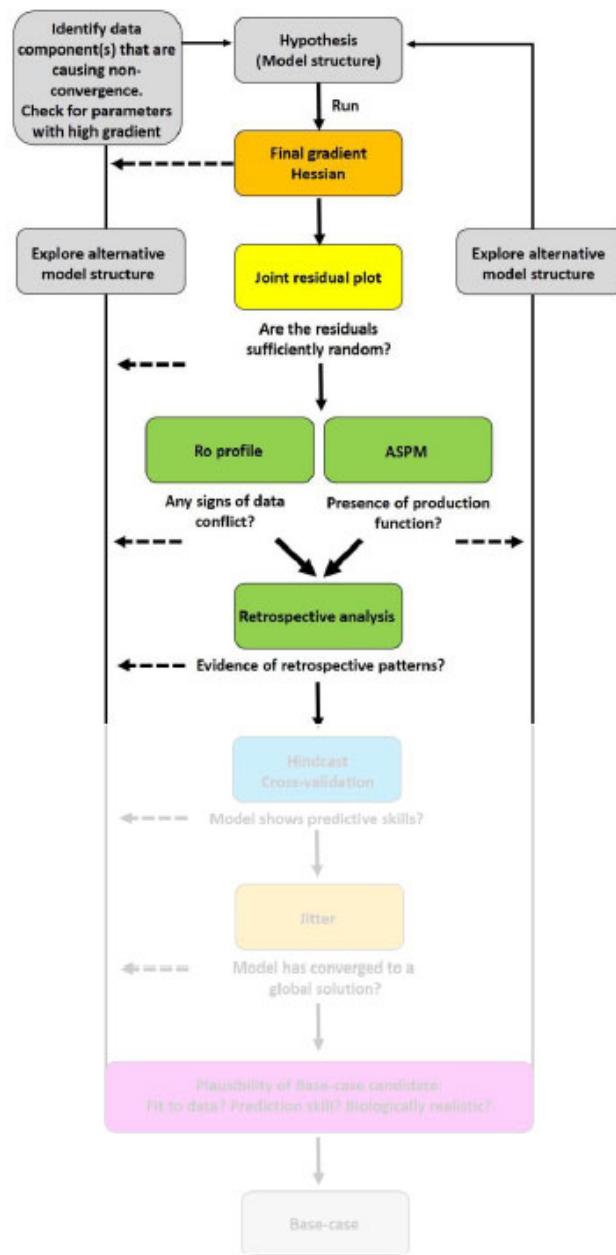 Identify data
component(s) that are
causing non-
convergence.
Check for parameters
with high gradient
Hypothesis
(Model structure)
Run
Final gradient
Hessian
Explore alternative
model structure
Explore alternative
model structure
Joint residual plot
Are the residuals
sufficiently random?
Ro profile
ASPM
Any signs of data
conflict?
Presence of production
function?
Retrospective analysis
Evidence of retrospective patterns?
Hindcast
Cross-validation
Model shows predictive skills?
Jitter
Model has converged to a
global solution?
Plausibility of Base-case candidate:
Fit to data? Prediction skill? Biologically realistic?
Base-case